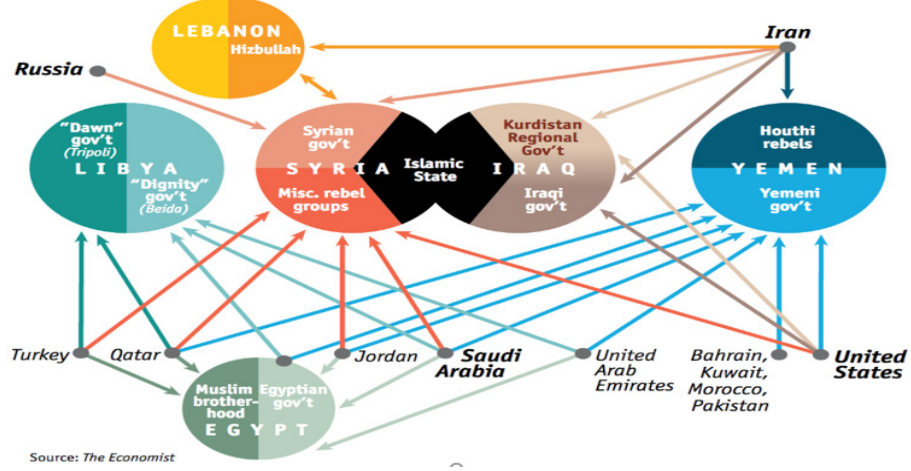 LEBANON
Hizbullah
Iran
Russia
"Dawn"
gov't
(Tripoli)
LIBYA
"Dignity"
gov't
(Beida)
Syrian
gov't
SYRIA
Misc. rebel
groups
Islamic
State
Kurdistan
Regional
Gov't
IRAQ
Iraqi
gov't
Houthi
rebels
YEMEN
Yemeni
gov't
Turkey
Qatar
Jordan
Saudi
Arabia
United
Arab
Emirates
Bahrain,
Kuwait,
Morocco,
Pakistan
United
States
Muslim
brother-
hood
Egyptian
gov't
EGYPT
Source: The Economist